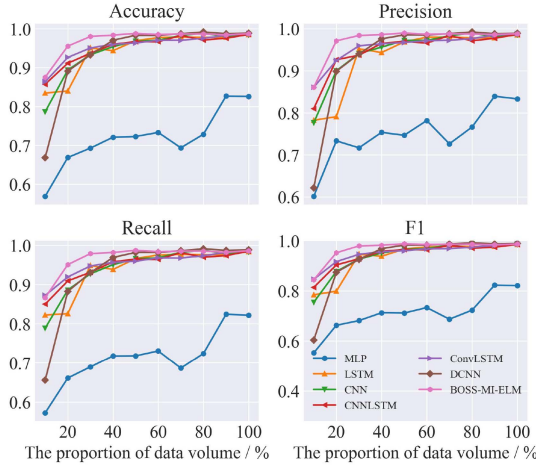 Accuracy
Precision
1.0
0.9
0.8
0.7
0.6
1.0
0.9
0.8
0.7
0.6
Recall
F1
1.0
0.9
0.8
0.7
0.6
1.0
0.8
0.6
0.4
MLP
LSTM
CNN
CNNLSTM
ConvLSTM
DCNN
BOSS-MI-ELM
20 40 60 80 100
20 40 60 80 100
The proportion of data volume / %
The proportion of data volume / %